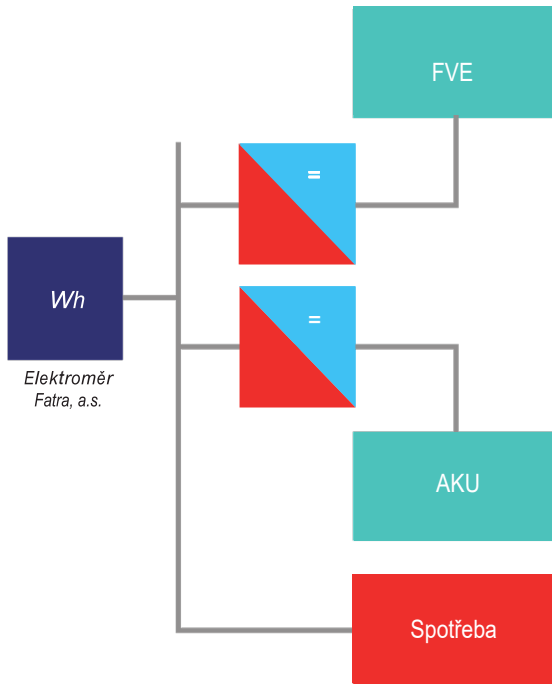 FVE
=
Wh
=
Elektroměr
Fatra, a.s.
AKU
Spotřeba